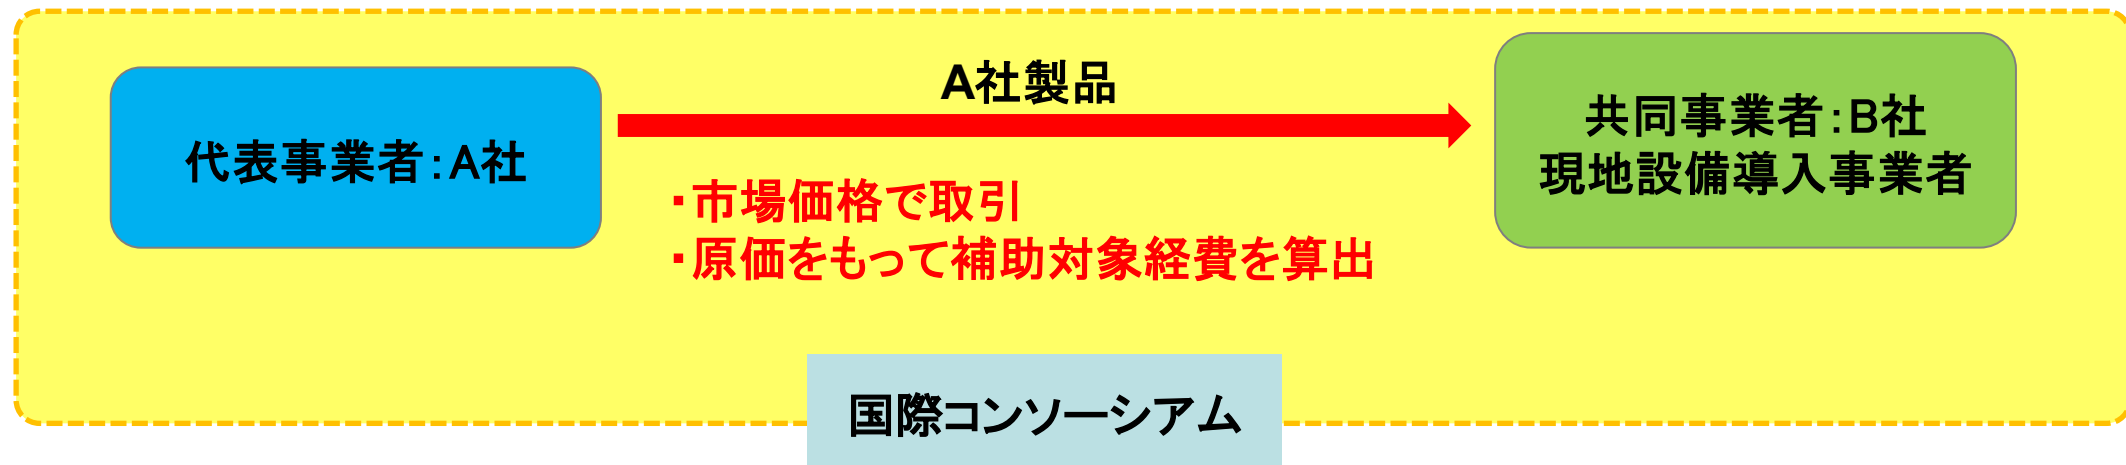 A社製品
代表事業者:A社
共同事業者:B社
現地設備導入事業者
・市場価格で取引
・原価をもって補助対象経費を算出
国際コンソーシアム